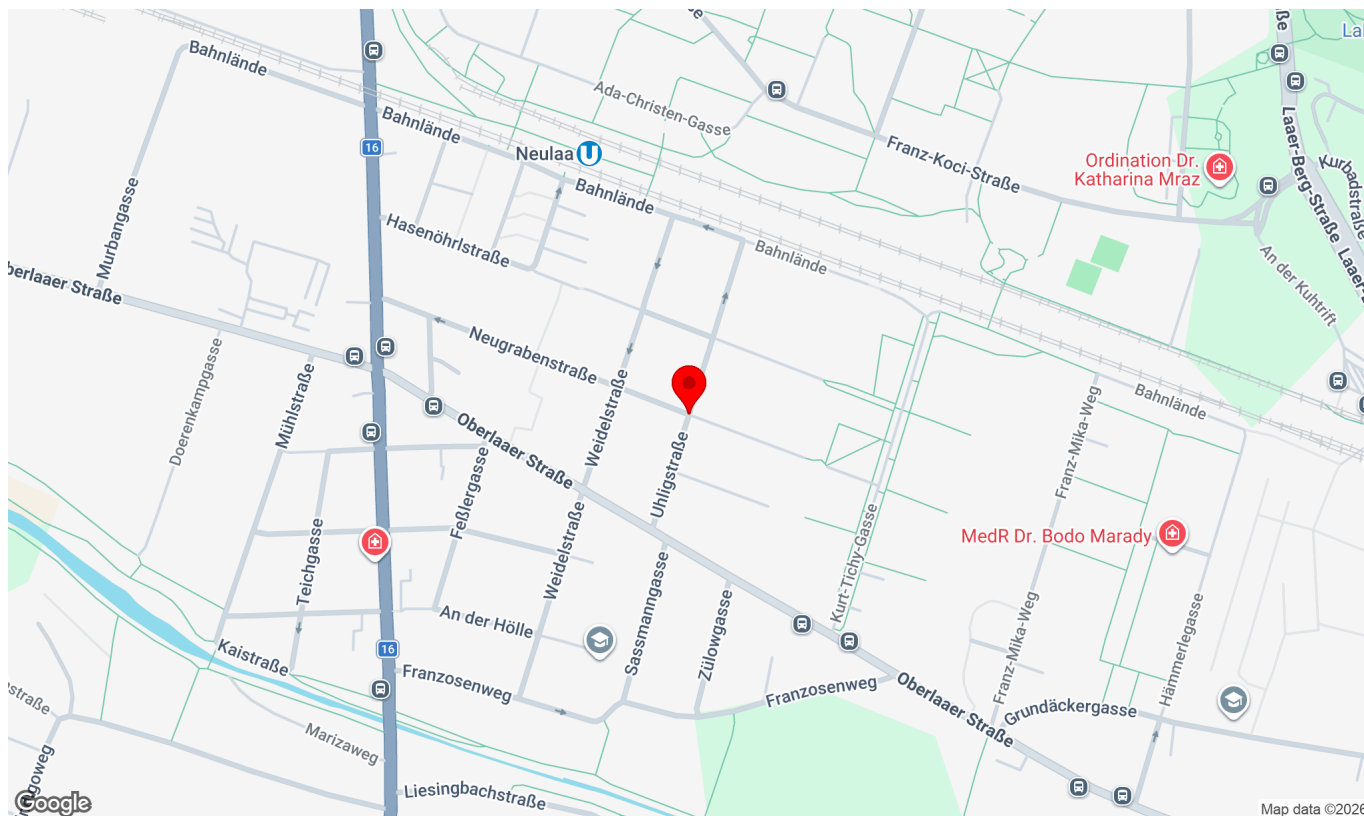 Bahnlände
Bahnlände
16
Neulaa
U
Ada-Christen-Gasse
Franz-Koci-Straße
Laaer-Berg-Straße
Kurbadstraße
Ordination Dr.
Katharina Mraz
Bahnlände
Murbangasse
Hasenöhrlstraße
Bahnlände
An der Kuhtrift
Oberlaaer Straße
Neugrabenstraße
Weidelstraße
Doerenkampgasse
Mühlstraße
Oberlaaer Straße
Uhligstraße
Franz-Mika-Weg
Bahnlände
Feßlergasse
Teichgasse
Weidelstraße
Sassmanngasse
Kurt-Tichy-Gasse
MedR Dr. Bodo Marady
An der Hölle
Zülowgasse
Franz-Mika-Weg
Hämmerlegasse
Kaistraße
16
Franzosenweg
Franzosenweg
Oberlaaer Straße
Grundäckergasse
Marizaweg
Liesingbachstraße
Google
Map data ©2026